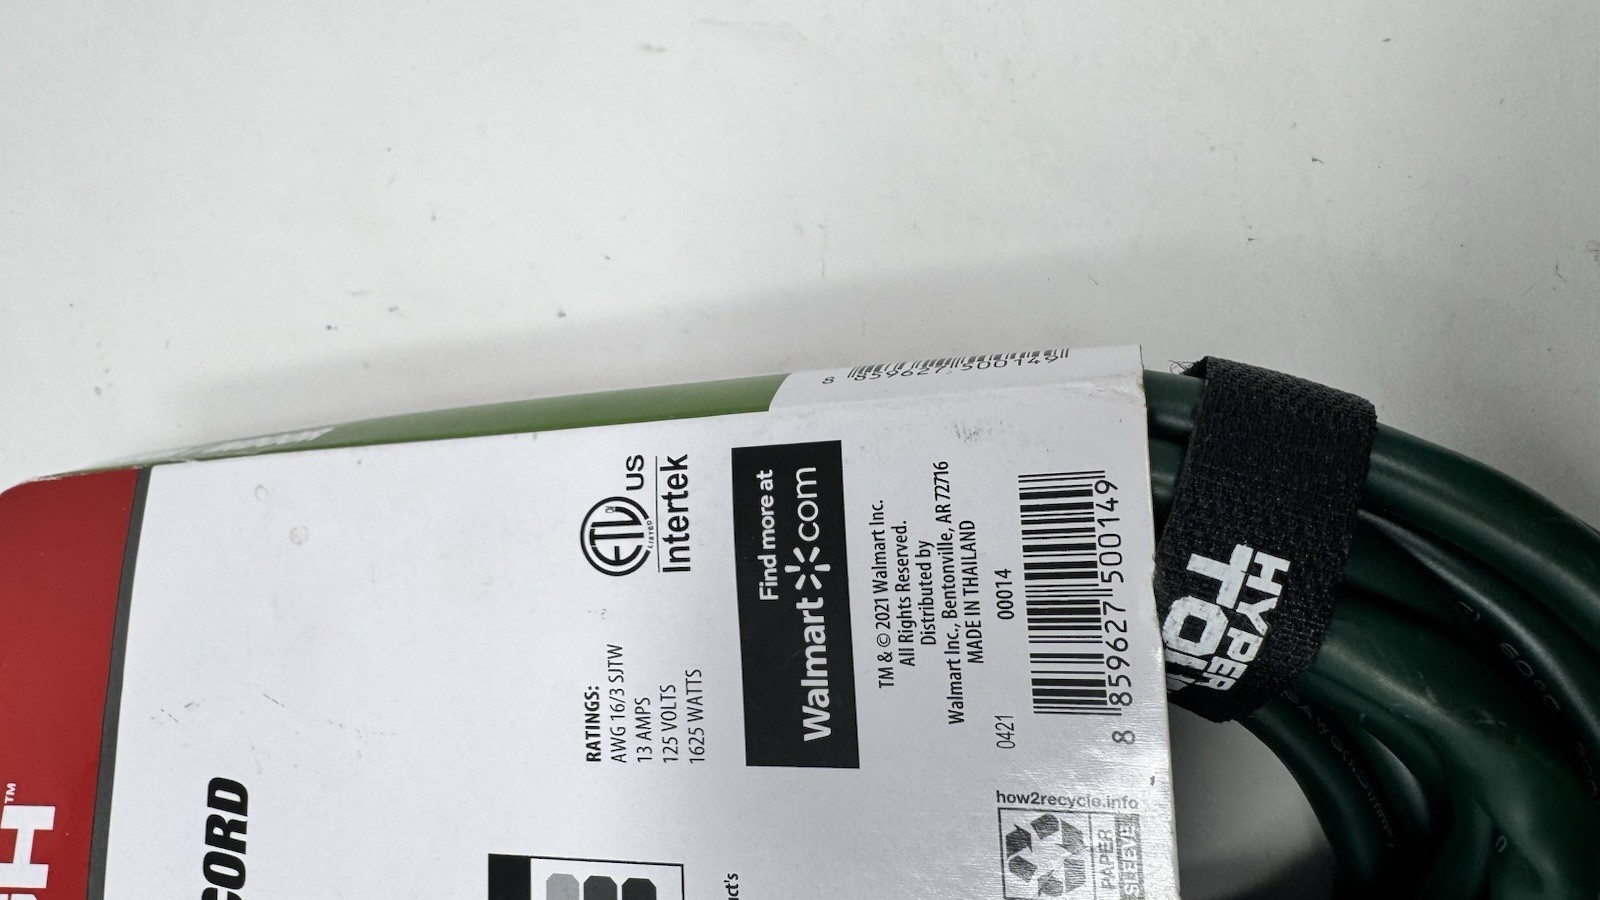 ETL
LISTED
US
Intertek
RATINGS:
AWG 16/3 SJTW
13 AMPS
125 VOLTS
1625 WATTS
Find more at
Walmart com
TM & © 2021 Walmart Inc.
All Rights Reserved.
Distributed by
Walmart Inc., Bentonville, AR 72716
MADE IN THAILAND
0421 00014
8 859627 500149
how2recycle.info
PAPER
SLEEVE
CORD
8 859627 500149
HYPER